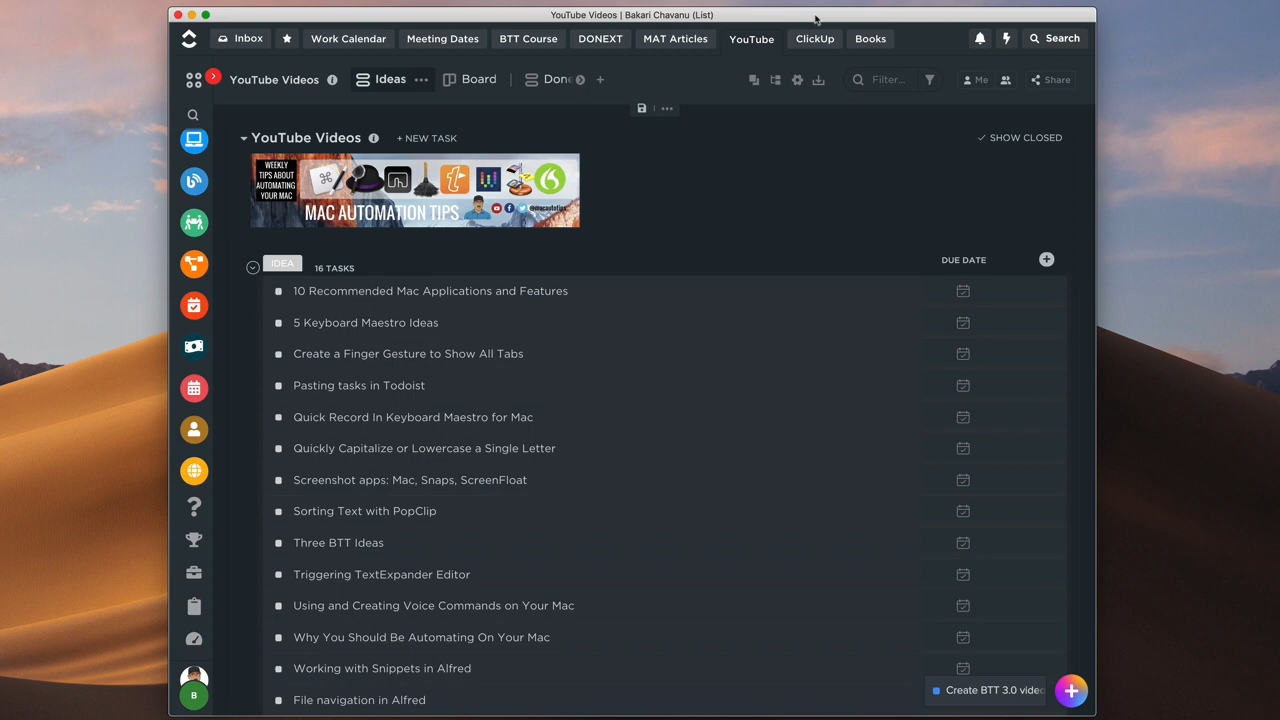 YouTube Videos | Bakari Chavanu (List)
Inbox
Work Calendar
Meeting Dates
BTT Course
DONEXT
MAT Articles
YouTube
ClickUp
Books
Search
YouTube Videos
Ideas
Board
Don
Filter...
Me
Share
YouTube Videos
+ NEW TASK
SHOW CLOSED
WEEKLY
TIPS ABOUT
AUTOMATING
YOUR MAC
MAC AUTOMATION TIPS
@macautotips
IDEA
16 TASKS
DUE DATE
10 Recommended Mac Applications and Features
5 Keyboard Maestro Ideas
Create a Finger Gesture to Show All Tabs
Pasting tasks in Todoist
Quick Record In Keyboard Maestro for Mac
Quickly Capitalize or Lowercase a Single Letter
Screenshot apps: Mac, Snaps, ScreenFloat
Sorting Text with PopClip
Three BTT Ideas
Triggering TextExpander Editor
Using and Creating Voice Commands on Your Mac
Why You Should Be Automating On Your Mac
Working with Snippets in Alfred
File navigation in Alfred
B
Create BTT 3.0 vide